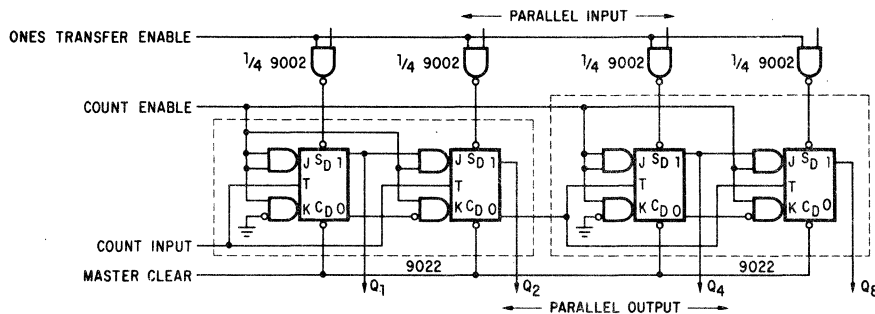 PARALLEL INPUT
ONES TRANSFER ENABLE
1/4 9002 1/4 9002 1/4 9002 1/4 9002
COUNT ENABLE
J SD 1 J SD 1 J SD 1 J SD 1
T T T T
K CD 0 K CD 0 K CD 0 K CD 0
COUNT INPUT
MASTER CLEAR 9022 9022
Q1 Q2 Q4 Q8
PARALLEL OUTPUT